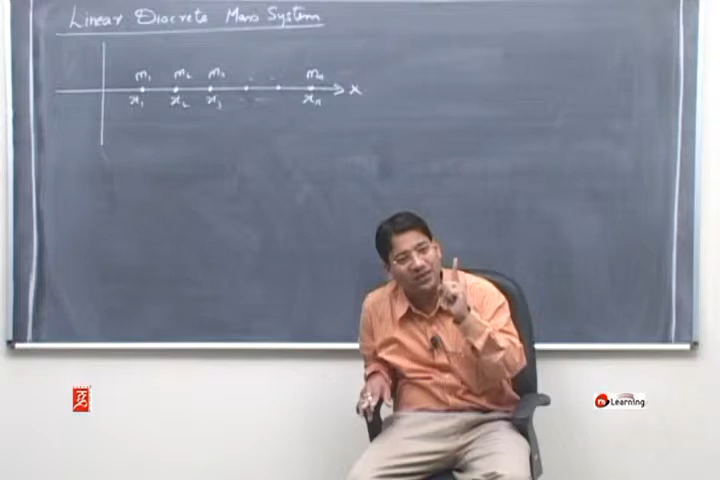 Linear Discrete Mass System
m₁ m₂ m₃ . . mₙ
x₁ x₂ x₃ xₙ x
Learning